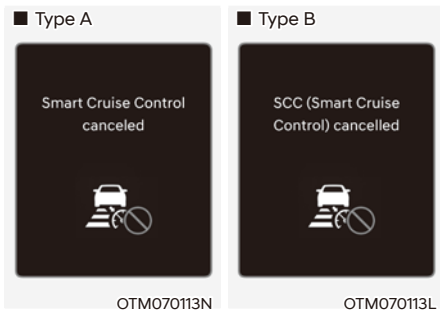 ■ Type A
Smart Cruise Control
canceled
OTM070113N
■ Type B
SCC (Smart Cruise
Control) cancelled
OTM070113L